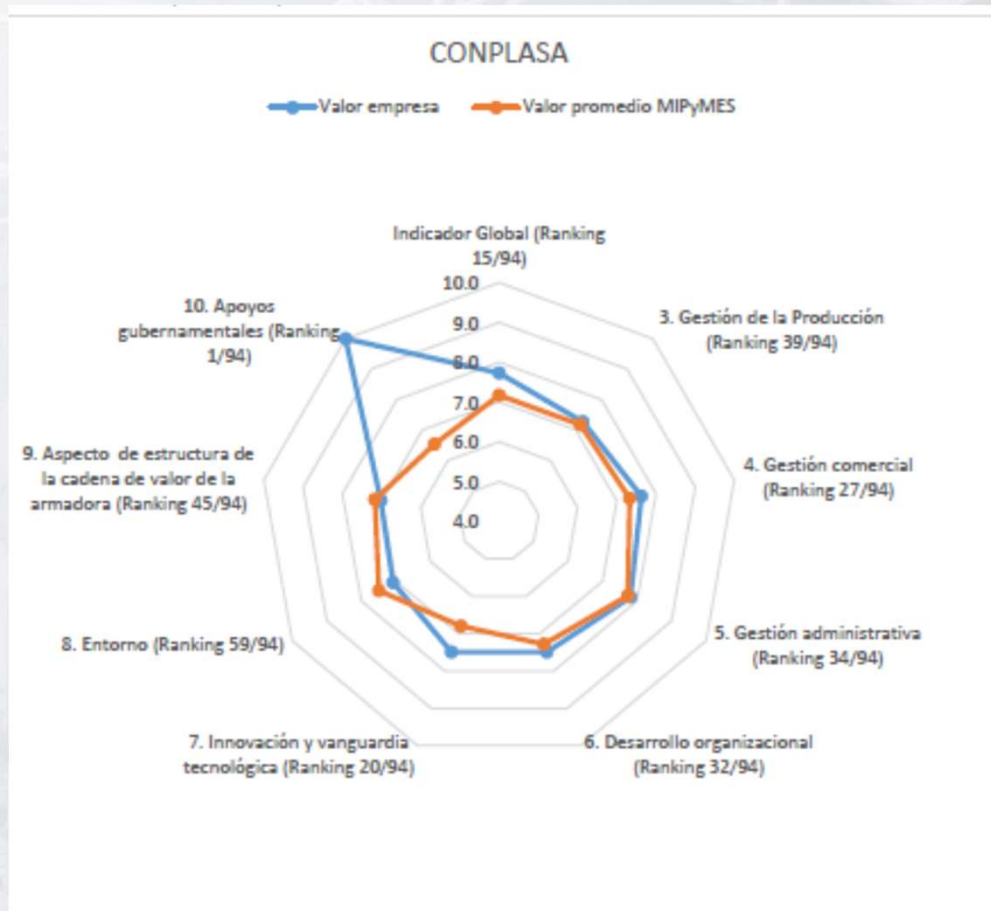 CONPLASA
Valor empresa
Valor promedio MIPyMES
Indicador Global (Ranking
15/94)
10.0
9.0
8.0
7.0
6.0
5.0
4.0
3. Gestión de la Producción
(Ranking 39/94)
4. Gestión comercial
(Ranking 27/94)
5. Gestión administrativa
(Ranking 34/94)
6. Desarrollo organizacional
(Ranking 32/94)
7. Innovación y vanguardia
tecnológica (Ranking 20/94)
8. Entorno (Ranking 59/94)
9. Aspecto de estructura de
la cadena de valor de la
armadora (Ranking 45/94)
10. Apoyos
gubernamentales (Ranking
1/94)